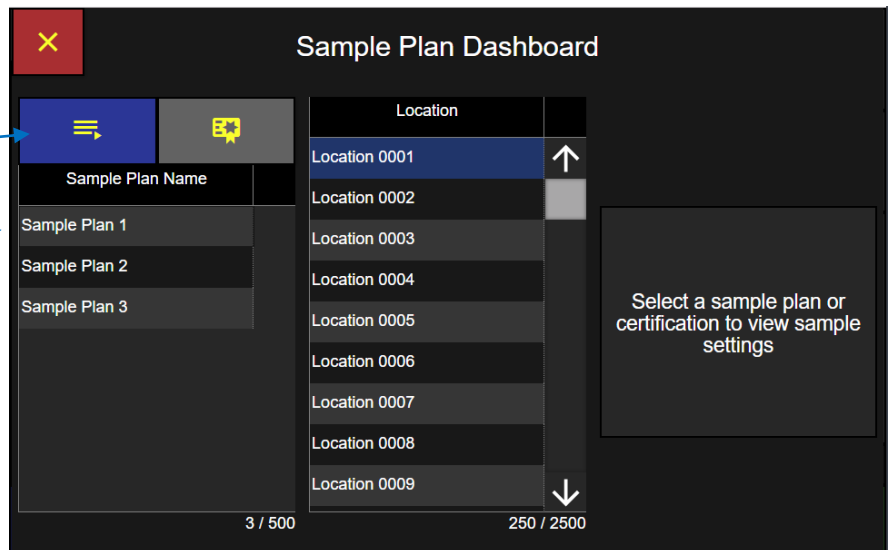 Sample Plan Dashboard
Sample Plan Name
Sample Plan 1
Sample Plan 2
Sample Plan 3
3 / 500
Location
Location 0001
Location 0002
Location 0003
Location 0004
Location 0005
Location 0006
Location 0007
Location 0008
Location 0009
250 / 2500
Select a sample plan or
certification to view sample
settings